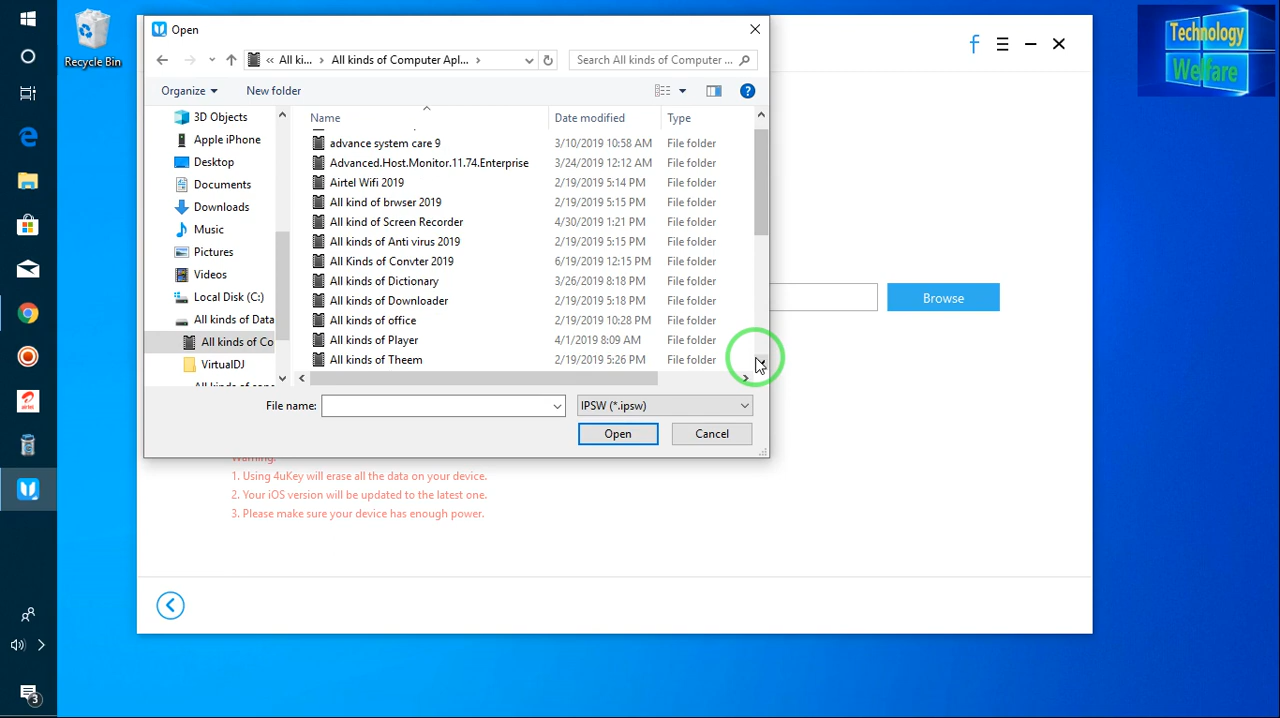 Recycle Bin
Technology
Welfare
Open
« All ki... › All kinds of Computer Apl... ›
Search All kinds of Computer ...
Organize
New folder
3D Objects
Apple iPhone
Desktop
Documents
Downloads
Music
Pictures
Videos
Local Disk (C:)
All kinds of Data
All kinds of Co
VirtualDJ
Name Date modified Type
advance system care 9 3/10/2019 10:58 AM File folder
Advanced.Host.Monitor.11.74.Enterprise 3/24/2019 12:12 AM File folder
Airtel Wifi 2019 2/19/2019 5:14 PM File folder
All kind of brwser 2019 2/19/2019 5:15 PM File folder
All kind of Screen Recorder 4/30/2019 1:21 PM File folder
All kinds of Anti virus 2019 2/19/2019 5:15 PM File folder
All Kinds of Convter 2019 6/19/2019 12:15 PM File folder
All kinds of Dictionary 3/26/2019 8:18 PM File folder
All kinds of Downloader 2/19/2019 5:18 PM File folder
All kinds of office 2/19/2019 10:28 PM File folder
All kinds of Player 4/1/2019 8:09 AM File folder
All kinds of Theem 2/19/2019 5:26 PM File folder
File name:
IPSW (*.ipsw)
Open
Cancel
Browse
Warning:
1. Using 4uKey will erase all the data on your device.
2. Your iOS version will be updated to the latest one.
3. Please make sure your device has enough power.
airtel
3